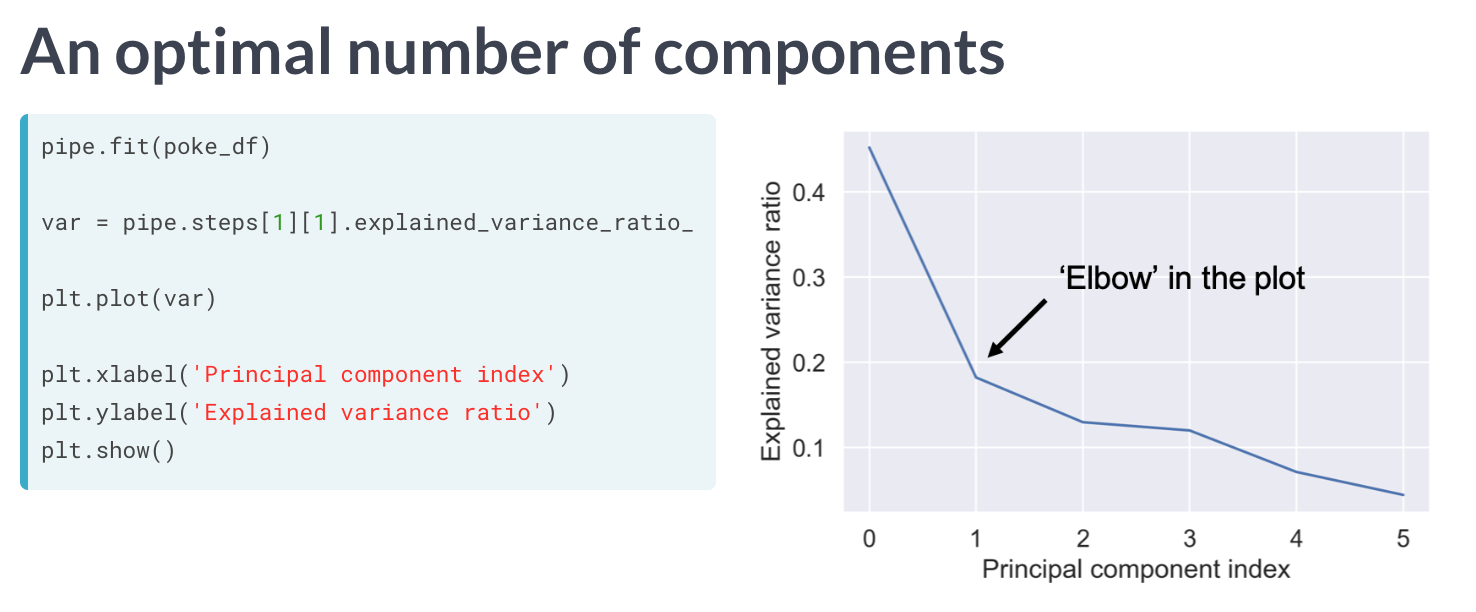 An optimal number of components
pipe.fit(poke_df)
var = pipe.steps[1][1].explained_variance_ratio_
plt.plot(var)
plt.xlabel('Principal component index')
plt.ylabel('Explained variance ratio')
plt.show()
Explained variance ratio
0.4
0.3
0.2
0.1
‘Elbow’ in the plot
0 1 2 3 4 5
Principal component index